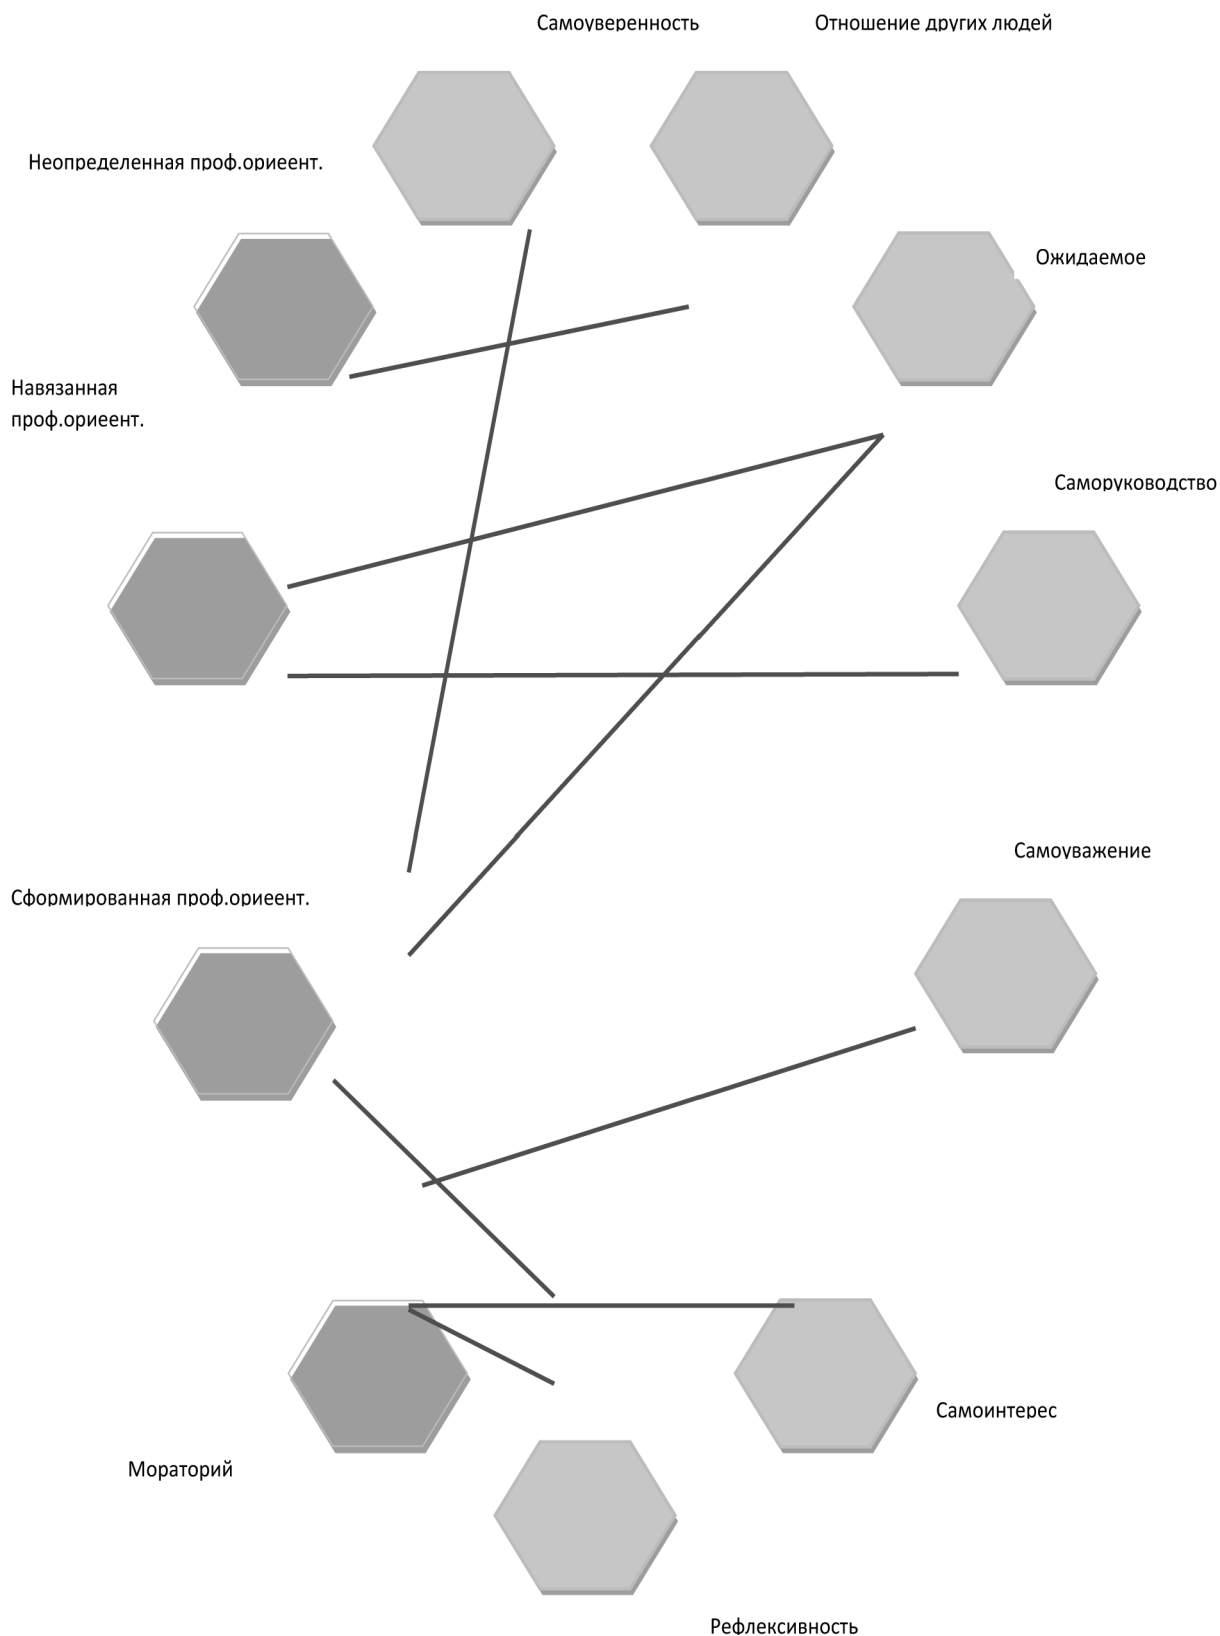 Самоуверенность
Отношение других людей
Неопределенная проф.ориеент.
Ожидаемое
Навязанная
проф.ориеент.
Саморуководство
Самоуважение
Сформированная проф.ориеент.
Самоинтерес
Мораторий
Рефлексивность